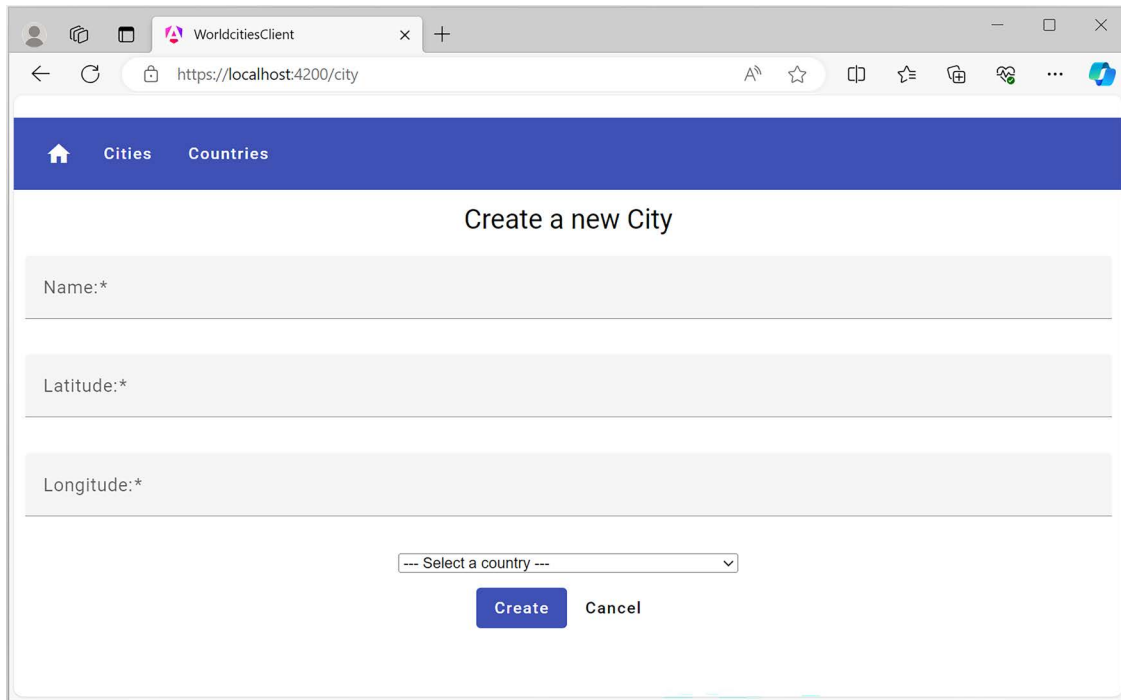 WorldcitiesClient
https://localhost:4200/city
Cities Countries
Create a new City
Name:*
Latitude:*
Longitude:*
--- Select a country ---
Create Cancel